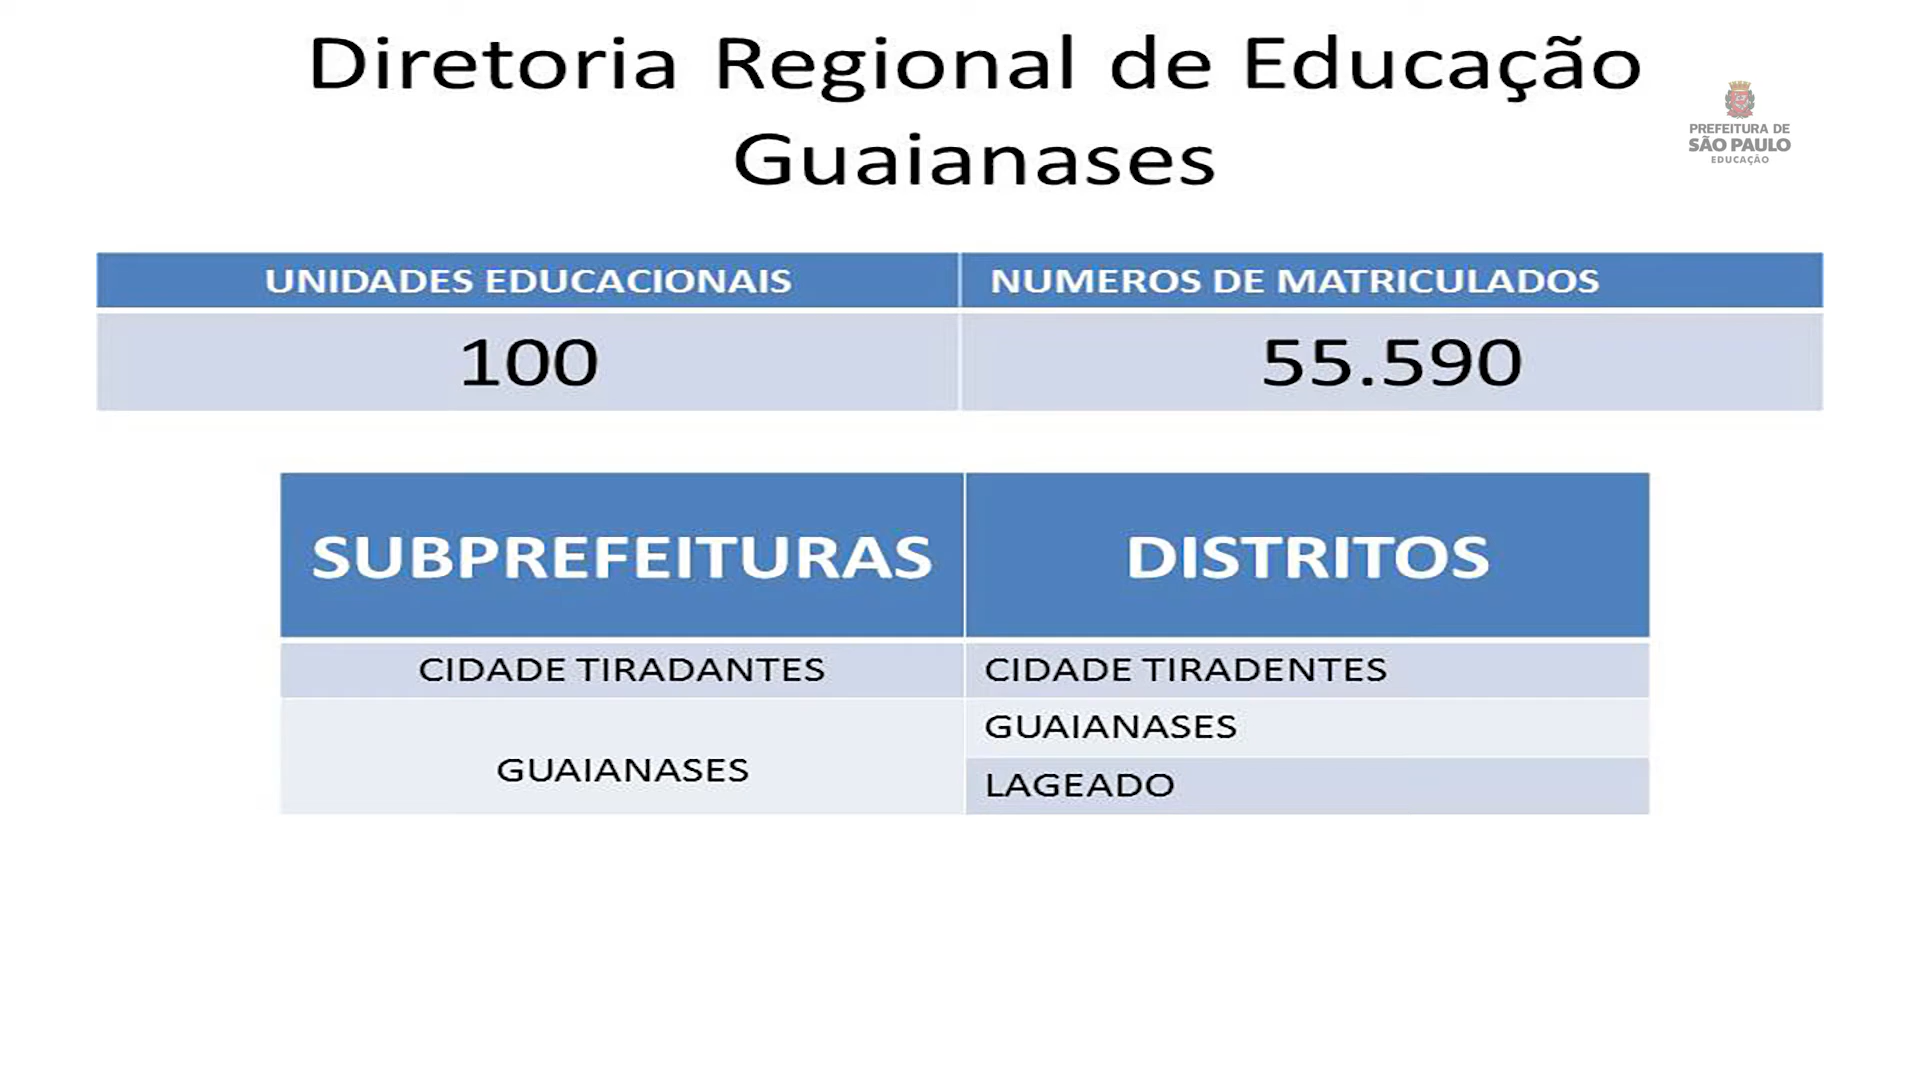 Diretoria Regional de Educação
Guaianases
PREFEITURA DE
SÃO PAULO
EDUCAÇÃO
UNIDADES EDUCACIONAIS
NUMEROS DE MATRICULADOS
100
55.590
SUBPREFEITURAS
DISTRITOS
CIDADE TIRADANTES
CIDADE TIRADENTES
GUAIANASES
GUAIANASES
LAGEADO